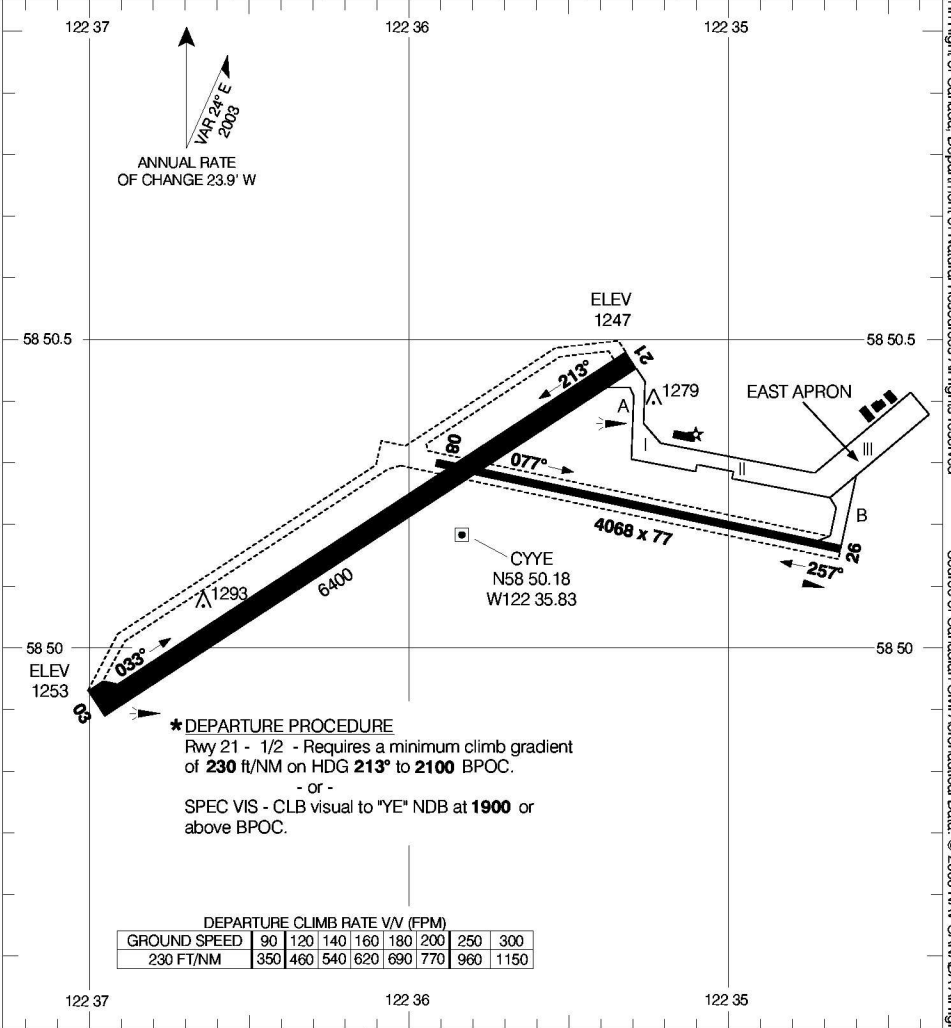 122 37
122 36
122 35
VAR 24° E
2003
ANNUAL RATE
OF CHANGE 23.9' W
ELEV
1247
58 50.5
58 50.5
21
213°
1279
EAST APRON
A
08
077°
I
II
III
B
4068 x 77
26
257°
CYYE
N58 50.18
W122 35.83
6400
1293
033°
58 50
58 50
ELEV
1253
03
*DEPARTURE PROCEDURE
Rwy 21 - 1/2 - Requires a minimum climb gradient
of 230 ft/NM on HDG 213° to 2100 BPOC.
- or -
SPEC VIS - CLB visual to "YE" NDB at 1900 or
above BPOC.
DEPARTURE CLIMB RATE V/V (FPM)
GROUND SPEED 90 120 140 160 180 200 250 300
230 FT/NM 350 460 540 620 690 770 960 1150
122 37
122 36
122 35